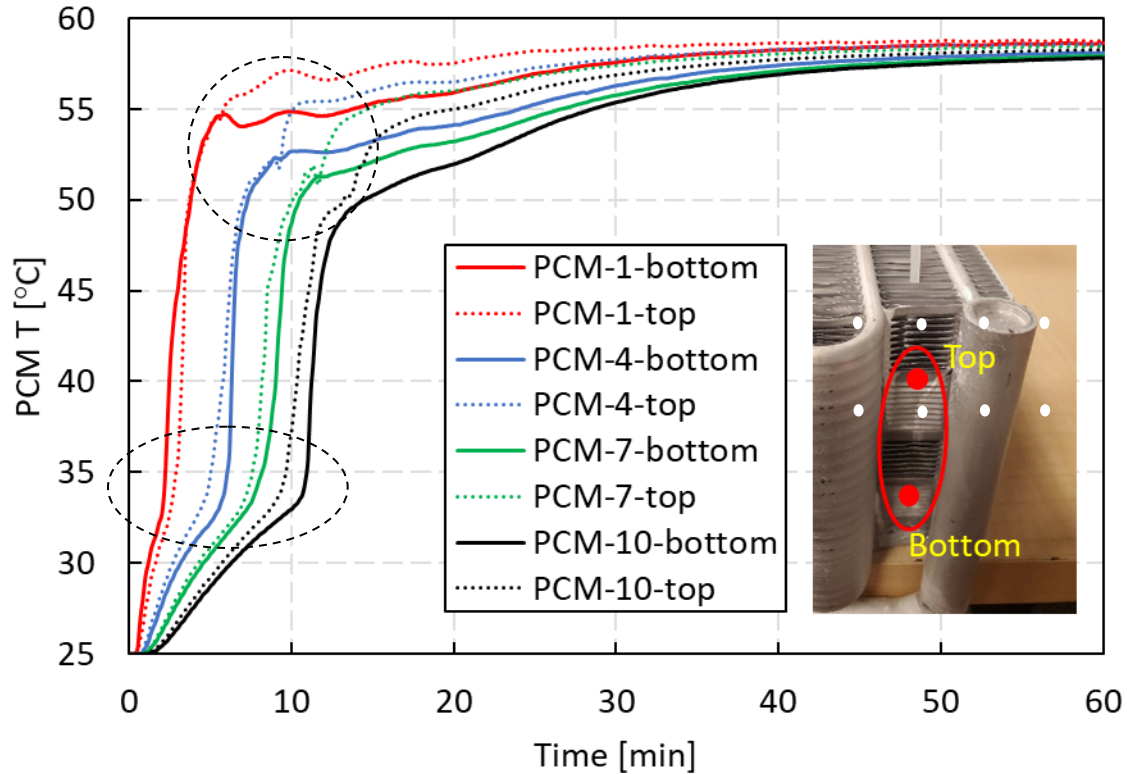 60
55
50
45
40
35
30
25
PCM T [°C]
0 10 20 30 40 50 60
Time [min]
PCM-1-bottom
PCM-1-top
PCM-4-bottom
PCM-4-top
PCM-7-bottom
PCM-7-top
PCM-10-bottom
PCM-10-top
Top
Bottom